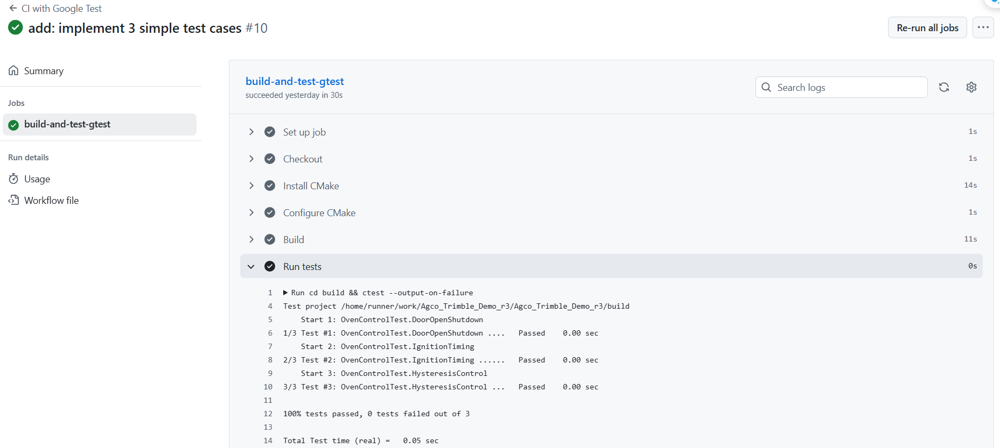 CI with Google Test
add: implement 3 simple test cases #10
Re-run all jobs
Summary
Jobs
build-and-test-gtest
Run details
Usage
Workflow file
build-and-test-gtest
succeeded yesterday in 30s
Search logs
Set up job 1s
Checkout 1s
Install CMake 14s
Configure CMake 1s
Build 11s
Run tests 0s
1 Run cd build && ctest --output-on-failure
4 Test project /home/runner/work/Agco_Trimble_Demo_r3/Agco_Trimble_Demo_r3/build
5 Start 1: OvenControlTest.DoorOpenShutdown
6 1/3 Test #1: OvenControlTest.DoorOpenShutdown .... Passed 0.00 sec
7 Start 2: OvenControlTest.IgnitionTiming
8 2/3 Test #2: OvenControlTest.IgnitionTiming ...... Passed 0.00 sec
9 Start 3: OvenControlTest.HysteresisControl
10 3/3 Test #3: OvenControlTest.HysteresisControl ... Passed 0.00 sec
11
12 100% tests passed, 0 tests failed out of 3
13
14 Total Test time (real) = 0.05 sec